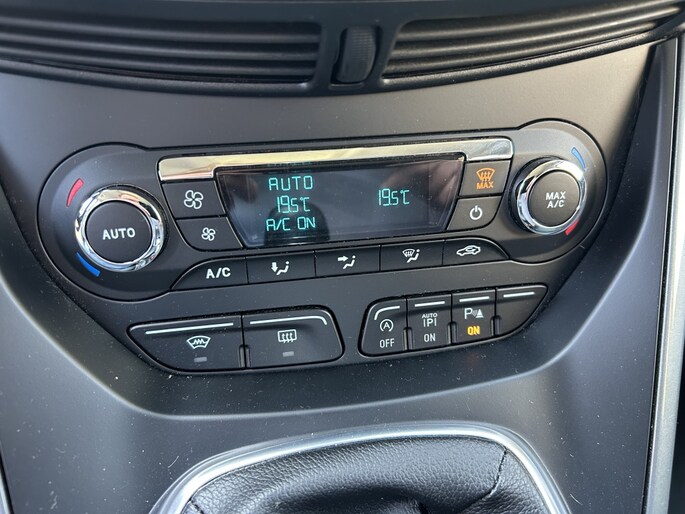 AUTO
19.5°C 19.5°C
A/C ON
MAX
AUTO
MAX
A/C
A/C
A
OFF
AUTO
ON
P
ON